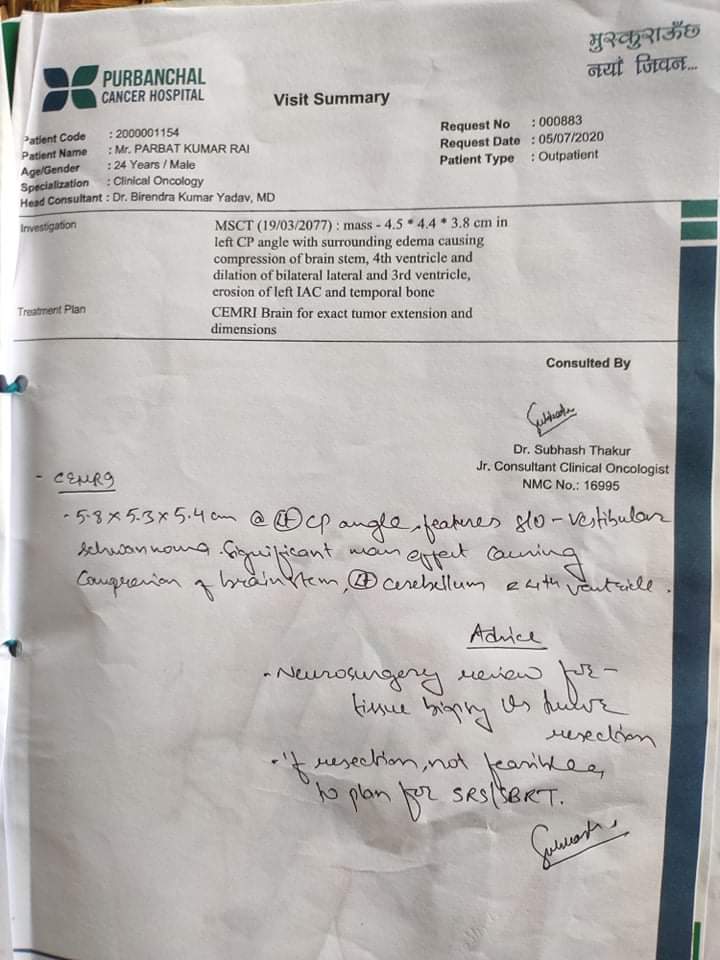 मुस्कुराऊँछ
नयाँ जिवन...
PURBANCHAL
CANCER HOSPITAL
Visit Summary
Patient Code : 2000001154
Patient Name : Mr. PARBAT KUMAR RAI
Age/Gender : 24 Years / Male
Specialization : Clinical Oncology
Head Consultant : Dr. Birendra Kumar Yadav, MD
Request No : 000883
Request Date : 05/07/2020
Patient Type : Outpatient
Investigation
MSCT (19/03/2077) : mass - 4.5 * 4.4 * 3.8 cm in
left CP angle with surrounding edema causing
compression of brain stem, 4th ventricle and
dilation of bilateral lateral and 3rd ventricle,
erosion of left IAC and temporal bone
Treatment Plan
CEMRI Brain for exact tumor extension and
dimensions
Consulted By
Subhash
Dr. Subhash Thakur
Jr. Consultant Clinical Oncologist
NMC No.: 16995
- CEMRI
- 5.8 x 5.3 x 5.4 cm @ Lt CP angle, features s/o - vestibular
schwannoma. Significant mass effect causing
Compression of brain stem, Lt cerebellum & 4th ventricle.
Advice
- Neurosurgery review for -
tissue biopsy vs
resection
- if resection, not feasible,
to plan for SRS/SBRT.
Subhash